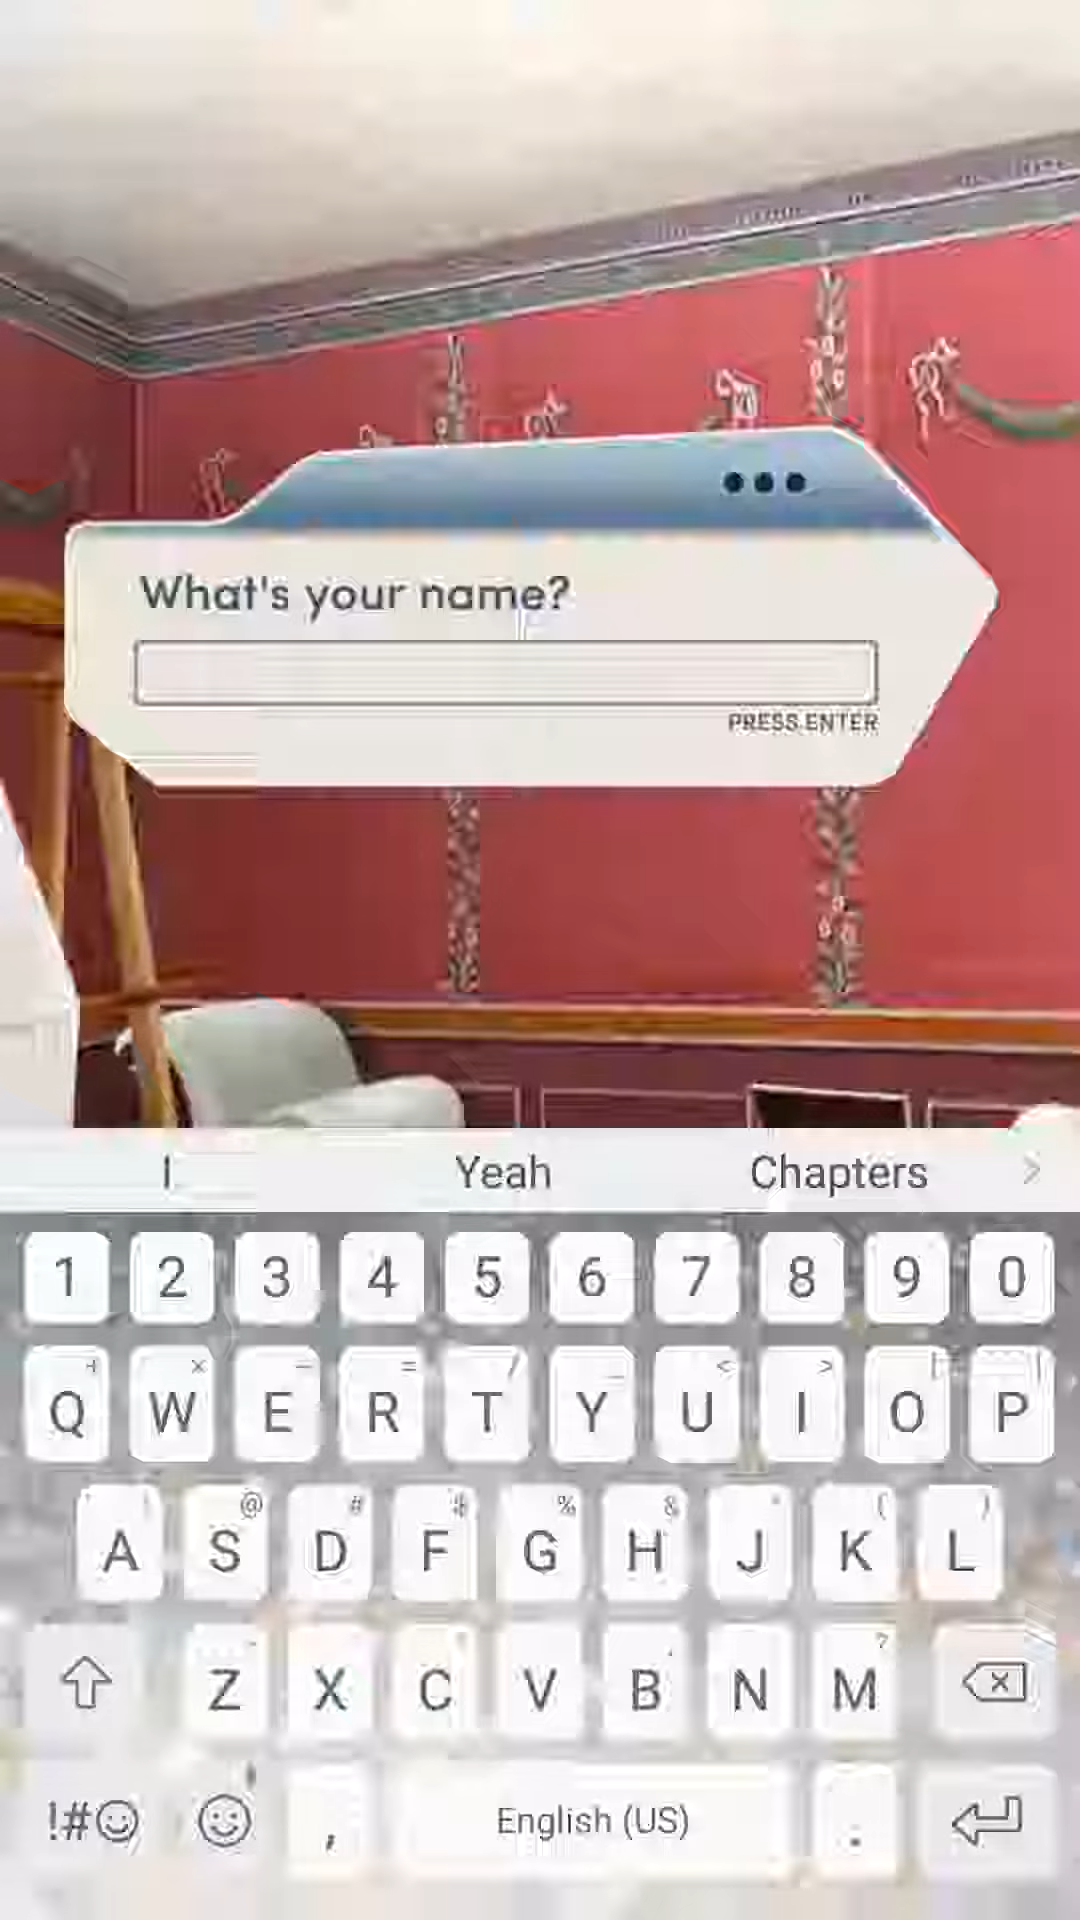 What's your name?
PRESS ENTER
I Yeah Chapters >
1 2 3 4 5 6 7 8 9 0
+ × = / _ < >
Q W E R T Y U I O P
@ # % & ( )
A S D F G H J K L
?
Z X C V B N M
!#☺ , English (US) .